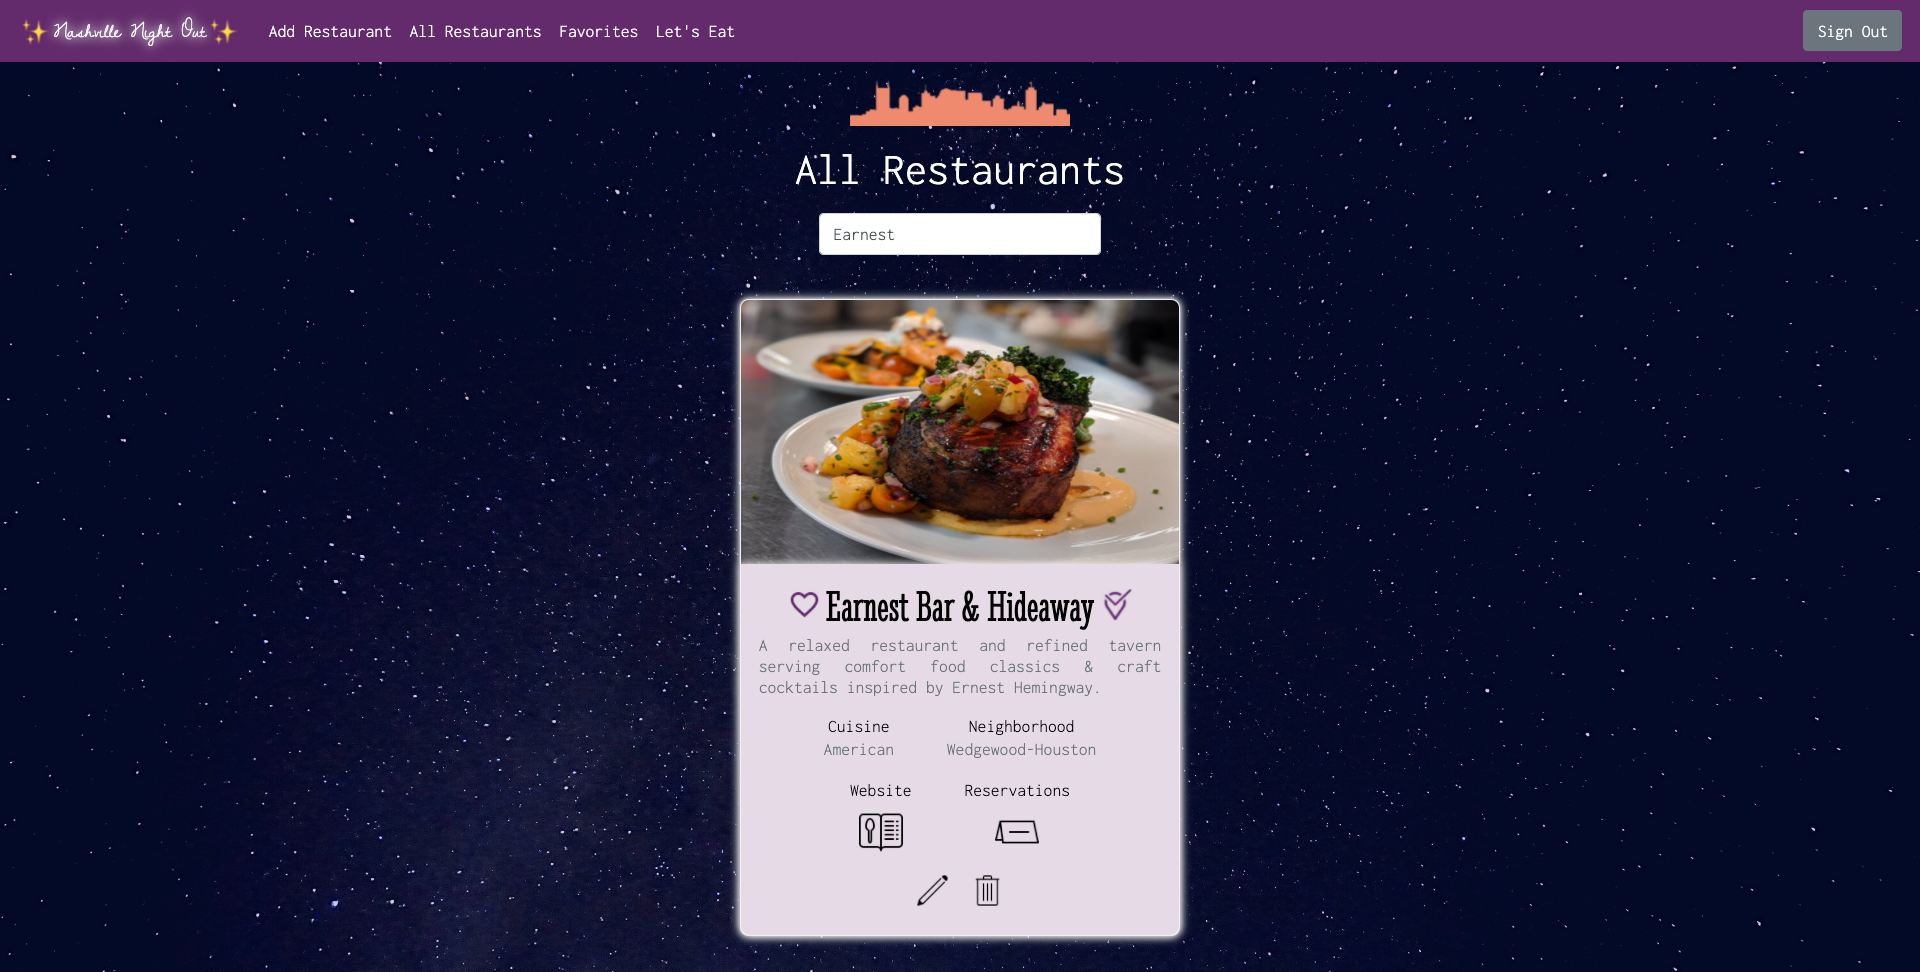 ✨Nashville Night Out✨ Add Restaurant All Restaurants Favorites Let's Eat Sign Out
All Restaurants
Earnest
Earnest Bar & Hideaway
A relaxed restaurant and refined tavern
serving comfort food classics & craft
cocktails inspired by Ernest Hemingway.
Cuisine Neighborhood
American Wedgewood-Houston
Website Reservations